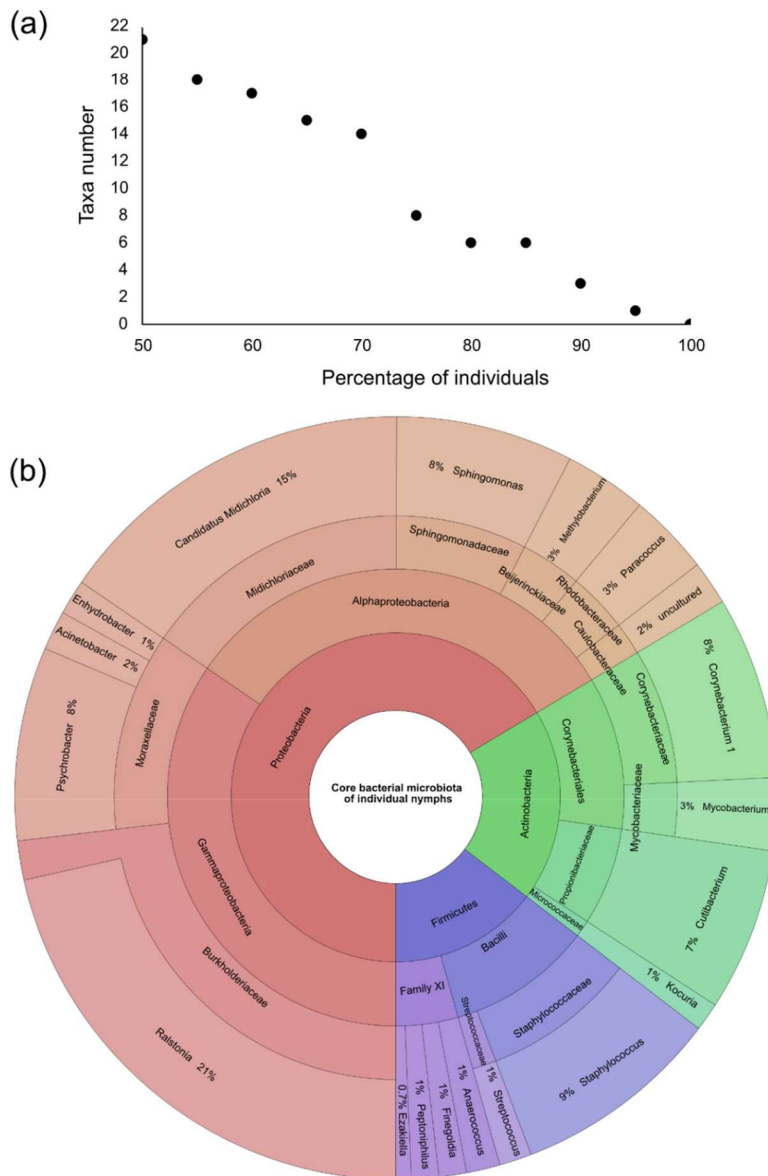 (a)
22
20
18
16
14
12
10
8
6
4
2
0
Taxa number
50
60
70
80
90
100
Percentage of individuals
(b)
Core bacterial microbiota
of individual nymphs
Proteobacteria
Alphaproteobacteria
Midichloriaceae
Candidatus Midichloria 15%
Sphingomonadaceae
8% Sphingomonas
Beijerinckiaceae
3% Methylobacterium
Rhodobacteraceae
3% Paracoccus
Caulobacteraceae
2% uncultured
Actinobacteria
Corynebacteriales
Corynebacteriaceae
8% Corynebacterium 1
Mycobacteriaceae
3% Mycobacterium
Propionibacteriaceae
7% Cutibacterium
Micrococcaceae
1% Kocuria
Firmicutes
Bacilli
Staphylococcaceae
9% Staphylococcus
Streptococcaceae
1% Streptococcus
Family XI
1% Anaerococcus
1% Finegoldia
1% Peptoniphilus
0.7% Ezakiella
Gammaproteobacteria
Burkholderiaceae
Ralstonia 21%
Moraxellaceae
Psychrobacter 8%
Acinetobacter 2%
Enhydrobacter 1%